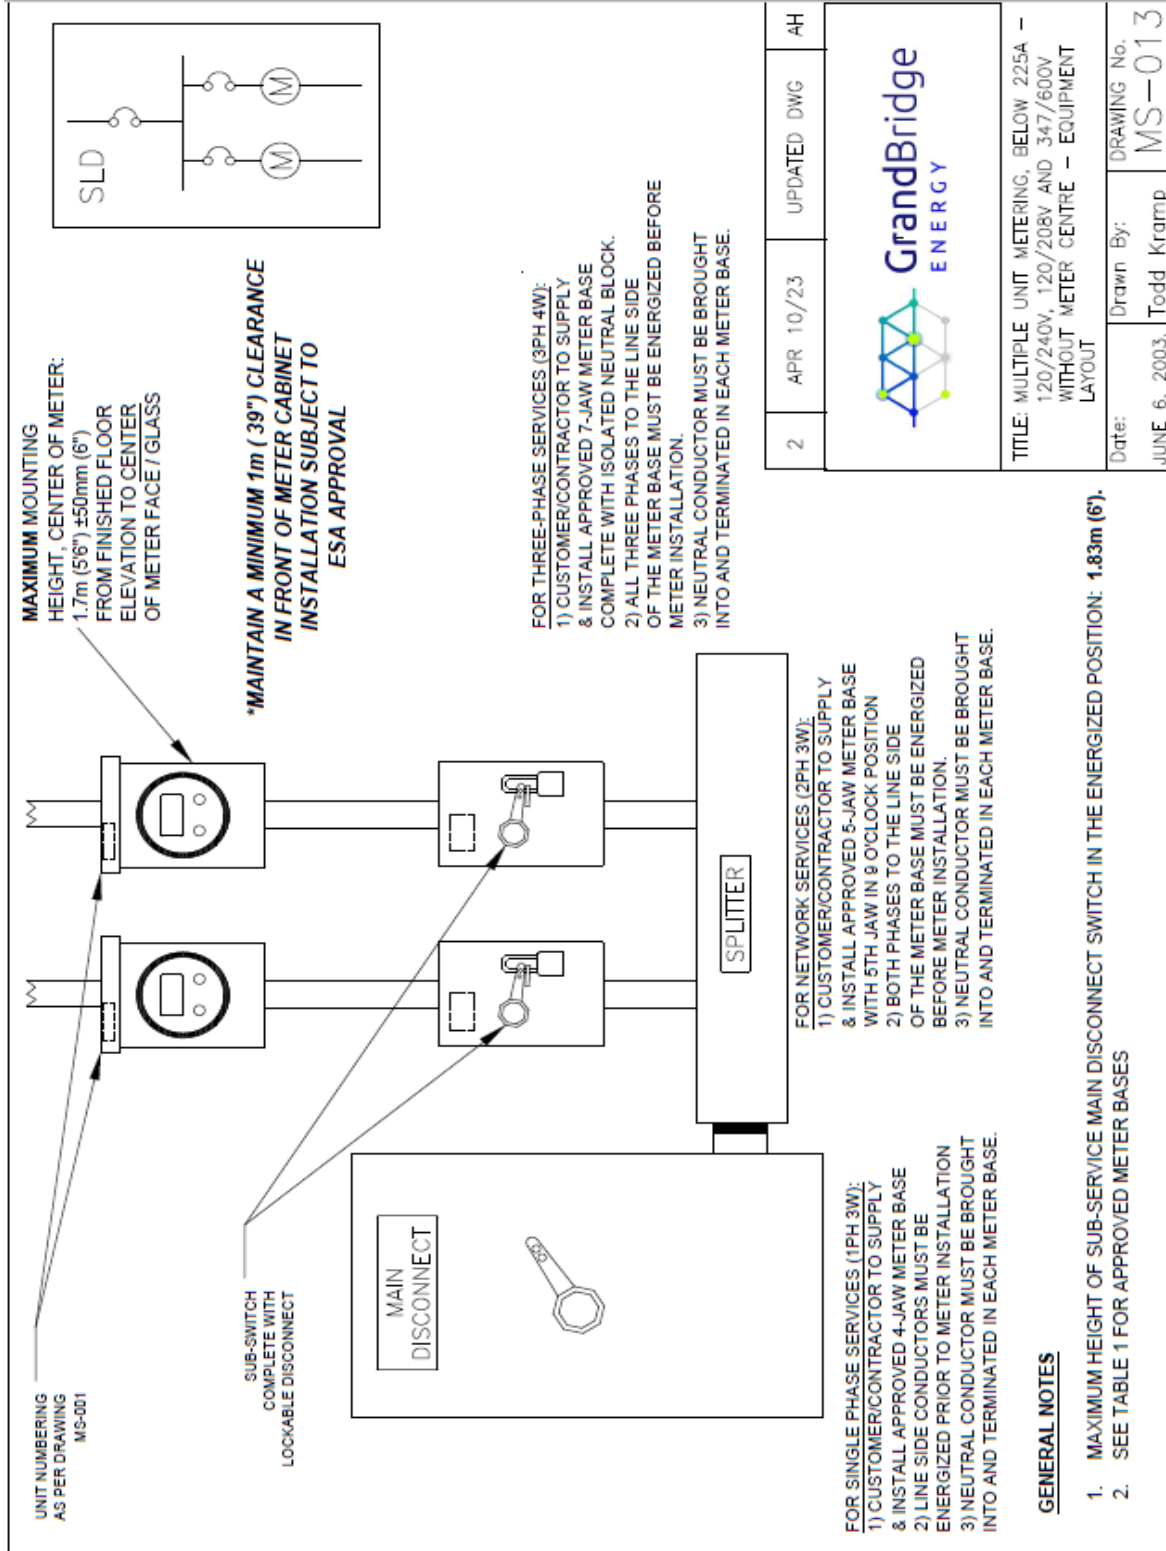 UNIT NUMBERING
AS PER DRAWING
MS-001
SUB-SWITCH
COMPLETE WITH
LOCKABLE DISCONNECT
MAXIMUM MOUNTING
HEIGHT, CENTER OF METER:
1.7m (5'6") ±50mm (6")
FROM FINISHED FLOOR
ELEVATION TO CENTER
OF METER FACE / GLASS
*MAINTAIN A MINIMUM 1m ( 39") CLEARANCE
IN FRONT OF METER CABINET
INSTALLATION SUBJECT TO
ESA APPROVAL
SLD
M
M
MAIN
DISCONNECT
SPLITTER
FOR SINGLE PHASE SERVICES (1PH 3W):
1) CUSTOMER/CONTRACTOR TO SUPPLY
& INSTALL APPROVED 4-JAW METER BASE
2) LINE SIDE CONDUCTORS MUST BE
ENERGIZED PRIOR TO METER INSTALLATION
3) NEUTRAL CONDUCTOR MUST BE BROUGHT
INTO AND TERMINATED IN EACH METER BASE.
FOR NETWORK SERVICES (2PH 3W):
1) CUSTOMER/CONTRACTOR TO SUPPLY
& INSTALL APPROVED 5-JAW METER BASE
WITH 5TH JAW IN 9 O'CLOCK POSITION
2) BOTH PHASES TO THE LINE SIDE
OF THE METER BASE MUST BE ENERGIZED
BEFORE METER INSTALLATION.
3) NEUTRAL CONDUCTOR MUST BE BROUGHT
INTO AND TERMINATED IN EACH METER BASE.
FOR THREE-PHASE SERVICES (3PH 4W):
1) CUSTOMER/CONTRACTOR TO SUPPLY
& INSTALL APPROVED 7-JAW METER BASE
COMPLETE WITH ISOLATED NEUTRAL BLOCK.
2) ALL THREE PHASES TO THE LINE SIDE
OF THE METER BASE MUST BE ENERGIZED BEFORE
METER INSTALLATION.
3) NEUTRAL CONDUCTOR MUST BE BROUGHT
INTO AND TERMINATED IN EACH METER BASE.
GENERAL NOTES
1. MAXIMUM HEIGHT OF SUB-SERVICE MAIN DISCONNECT SWITCH IN THE ENERGIZED POSITION: 1.83m (6').
2. SEE TABLE 1 FOR APPROVED METER BASES
2 APR 10/23 UPDATED DWG AH
GrandBridge
ENERGY
TITLE: MULTIPLE UNIT METERING, BELOW 225A –
120/240V, 120/208V AND 347/600V
WITHOUT METER CENTRE – EQUIPMENT
LAYOUT
Date: Drawn By: DRAWING No.
JUNE 6, 2003. Todd Kramp MS–013